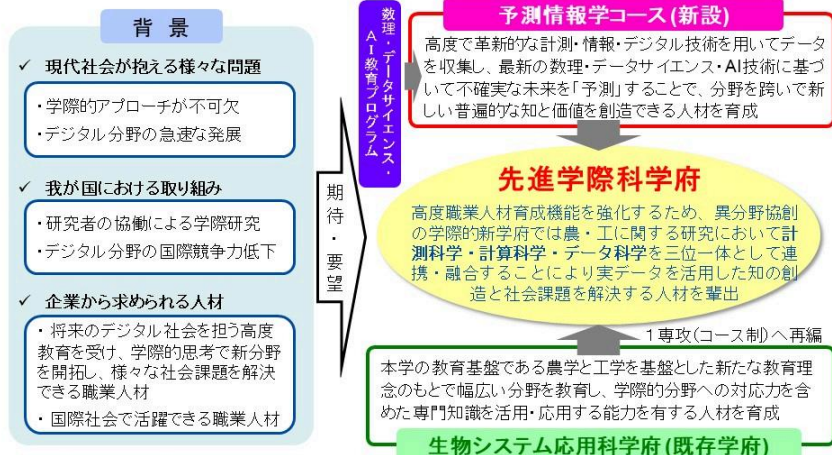 背 景
✓ 現代社会が抱える様々な問題
・学際的アプローチが不可欠
・デジタル分野の急速な発展
✓ 我が国における取り組み
・研究者の協働による学際研究
・デジタル分野の国際競争力低下
✓ 企業から求められる人材
・将来のデジタル社会を担う高度
教育を受け、学際的思考で新分野
を開拓し、様々な社会課題を解決
できる職業人材
・国際社会で活躍できる職業人材
期待・要望
数理・データサイエンス・
AI教育プログラム
予測情報学コース(新設)
高度で革新的な計測・情報・デジタル技術を用いてデータ
を収集し、最新の数理・データサイエンス・AI技術に基づ
いて不確実な未来を「予測」することで、分野を跨いで新
しい普遍的な知と価値を創造できる人材を育成
先進学際科学府
高度職業人材育成機能を強化するため、異分野協創
の学際的新学府では農・工に関する研究において計
測科学・計算科学・データ科学を三位一体として連
携・融合することにより実データを活用した知の創
造と社会課題を解決する人材を輩出
1専攻(コース制)へ再編
本学の教育基盤である農学と工学を基盤とした新たな教育理
念のもとで幅広い分野を教育し、学際的分野への対応力を含
めた専門知識を活用・応用する能力を有する人材を育成
生物システム応用科学府(既存学府)